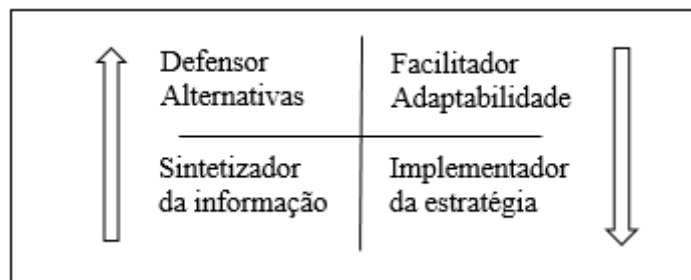 Defensor
Alternativas
Facilitador
Adaptabilidade
Sintetizador
da informação
Implementador
da estratégia